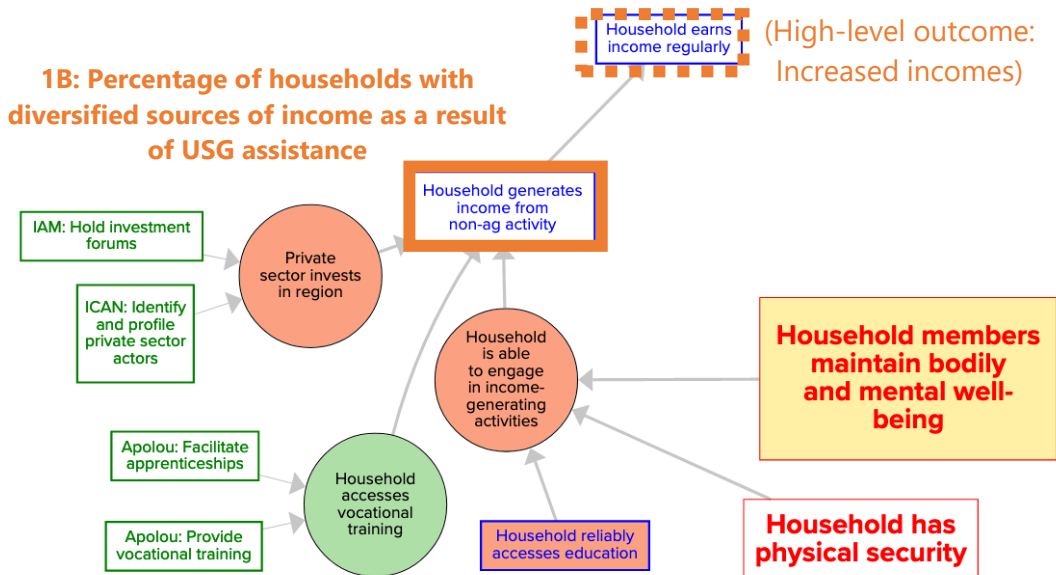 Household earns
income regularly
(High-level outcome:
Increased incomes)
1B: Percentage of households with
diversified sources of income as a result
of USG assistance
Household generates
income from
non-ag activity
IAM: Hold investment
forums
Private
sector invests
in region
ICAN: Identify
and profile
private sector
actors
Household
is able
to engage
in income-
generating
activities
Household members
maintain bodily
and mental well-
being
Apolou: Facilitate
apprenticeships
Household
accesses
vocational
training
Apolou: Provide
vocational training
Household reliably
accesses education
Household has
physical security